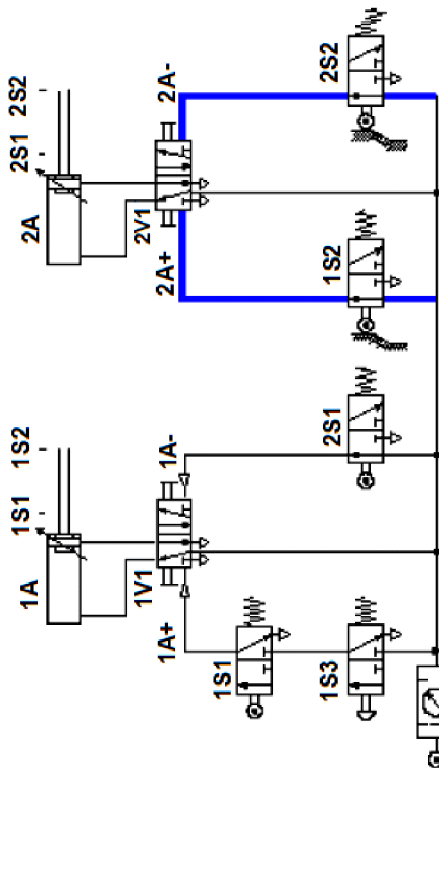 1A 1S1 1S2 2A 2S1 2S2
1V1 2V1
1A+ 1A- 2A+ 2A-
1S1
1S3 2S1 1S2 2S2